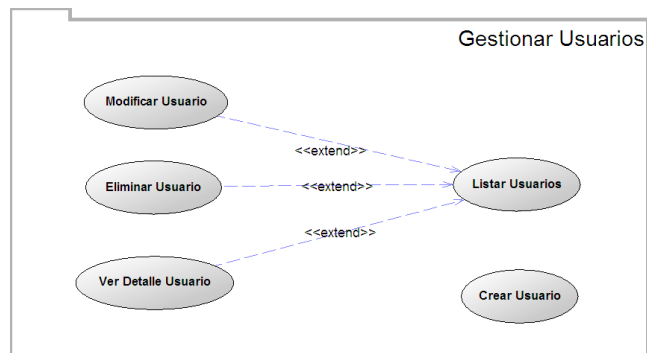 Gestionar Usuarios
Modificar Usuario
<<extend>>
Eliminar Usuario
<<extend>>
Listar Usuarios
<<extend>>
Ver Detalle Usuario
Crear Usuario